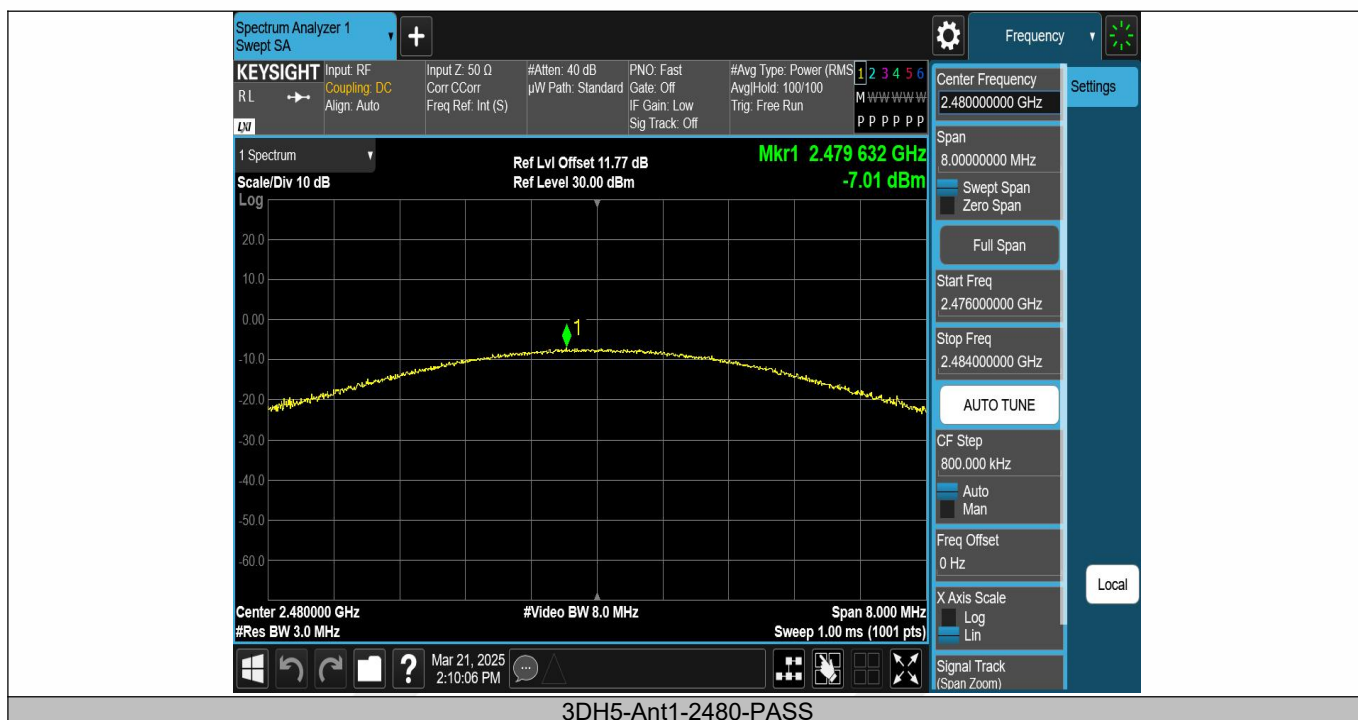 Spectrum Analyzer 1
Swept SA
+
Frequency
KEYSIGHT
RL
LXI
Input: RF
Coupling: DC
Align: Auto
Input Z: 50 Ω
Corr CCorr
Freq Ref: Int (S)
#Atten: 40 dB
µW Path: Standard
PNO: Fast
Gate: Off
IF Gain: Low
Sig Track: Off
#Avg Type: Power (RMS
Avg|Hold: 100/100
Trig: Free Run
1 2 3 4 5 6
M W W W W W
P P P P P P
1 Spectrum
Scale/Div 10 dB
Log
Ref Lvl Offset 11.77 dB
Ref Level 30.00 dBm
Mkr1 2.479 632 GHz
-7.01 dBm
20.0
10.0
0.00
-10.0
-20.0
-30.0
-40.0
-50.0
-60.0
1
Center 2.480000 GHz
#Res BW 3.0 MHz
#Video BW 8.0 MHz
Span 8.000 MHz
Sweep 1.00 ms (1001 pts)
Center Frequency
2.480000000 GHz
Settings
Span
8.00000000 MHz
Swept Span
Zero Span
Full Span
Start Freq
2.476000000 GHz
Stop Freq
2.484000000 GHz
AUTO TUNE
CF Step
800.000 kHz
Auto
Man
Freq Offset
0 Hz
X Axis Scale
Log
Lin
Signal Track
(Span Zoom)
Local
?
Mar 21, 2025
2:10:06 PM
3DH5-Ant1-2480-PASS